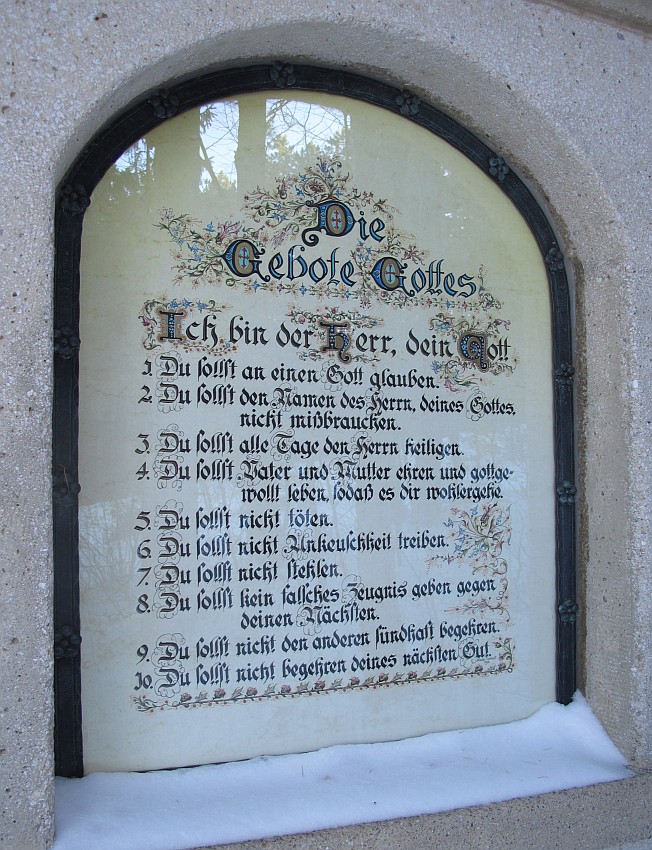 Die
Gebote Gottes
Ich bin der Herr, dein Gott
1. Du sollst an einen Gott glauben.
2. Du sollst den Namen des Herrn, deines Gottes,
nicht mißbrauchen.
3. Du sollst alle Tage den Herrn heiligen.
4. Du sollst Vater und Mutter ehren und gottge-
wollt leben, sodaß es dir wohlergehe.
5. Du sollst nicht töten.
6. Du sollst nicht Unkeuschheit treiben.
7. Du sollst nicht stehlen.
8. Du sollst kein falsches Zeugnis geben gegen
deinen Nächsten.
9. Du sollst nicht den anderen sündhaft begehren.
10. Du sollst nicht begehren deines nächsten Gut.